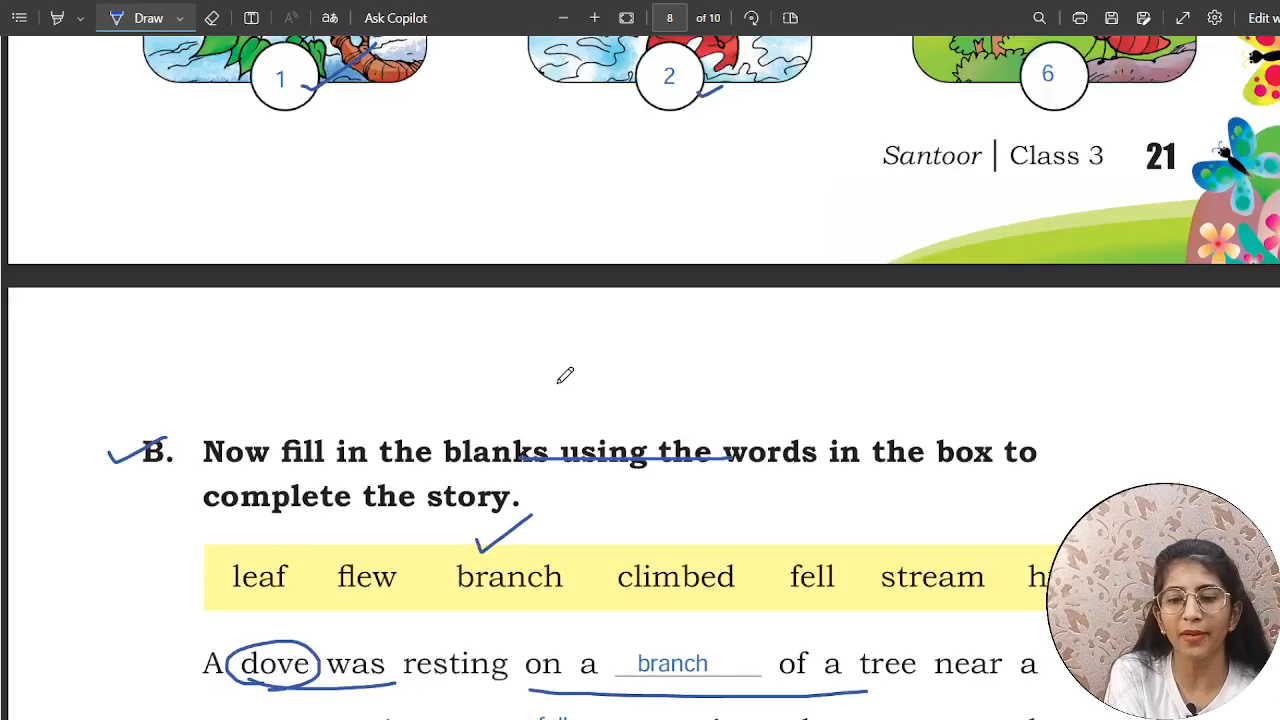 Draw
Ask Copilot
8 of 10
Edit
1
2
6
Santoor | Class 3 21
B. Now fill in the blanks using the words in the box to
complete the story.
leaf flew branch climbed fell stream
A dove was resting on a branch of a tree near a